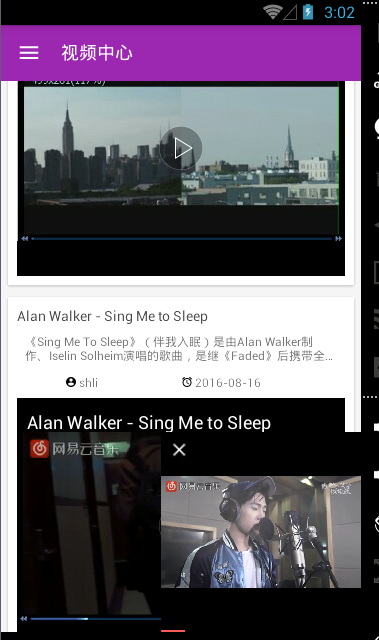 3:02
视频中心
Alan Walker - Sing Me to Sleep
《Sing Me To Sleep》（伴我入眠）是由Alan Walker制
作、Iselin Solheim演唱的歌曲，是继《Faded》后携带全...
shli
2016-08-16
Alan Walker - Sing Me to Sleep
网易云音乐
网易云音乐